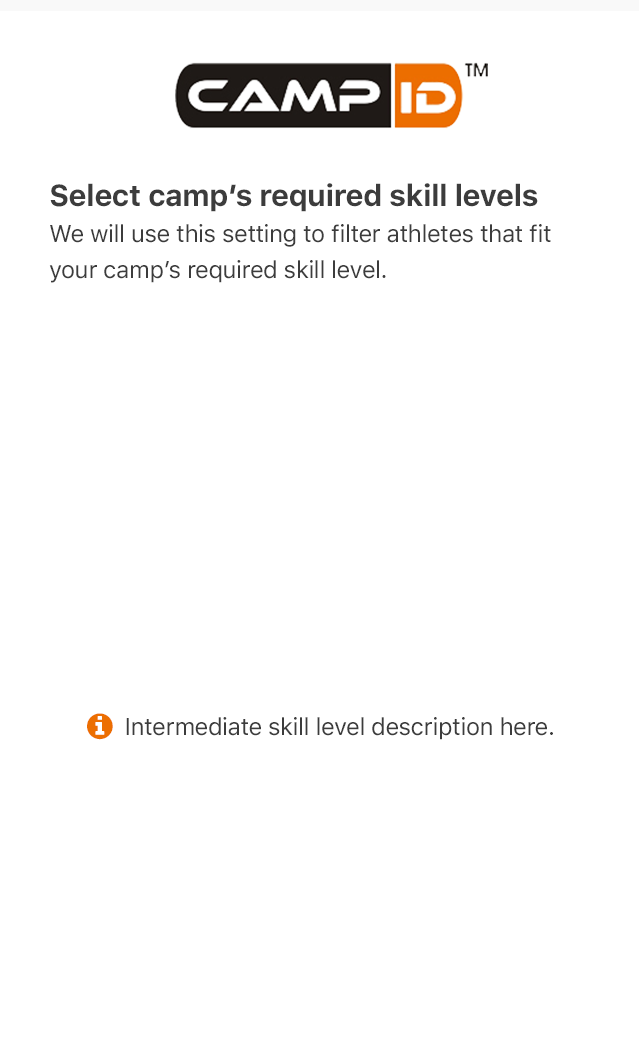 CAMP ID™
Select camp’s required skill levels
We will use this setting to filter athletes that fit
your camp’s required skill level.
Intermediate skill level description here.